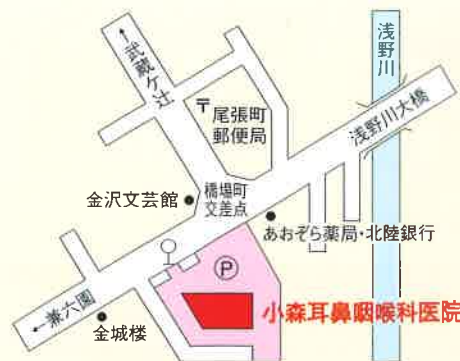 ←武蔵ケ辻
浅野川
〒
尾張町
郵便局
浅野川大橋
金沢文芸館
橋場町
交差点
あおぞら薬局・北陸銀行
P
小森耳鼻咽喉科医院
←兼六園
金城楼